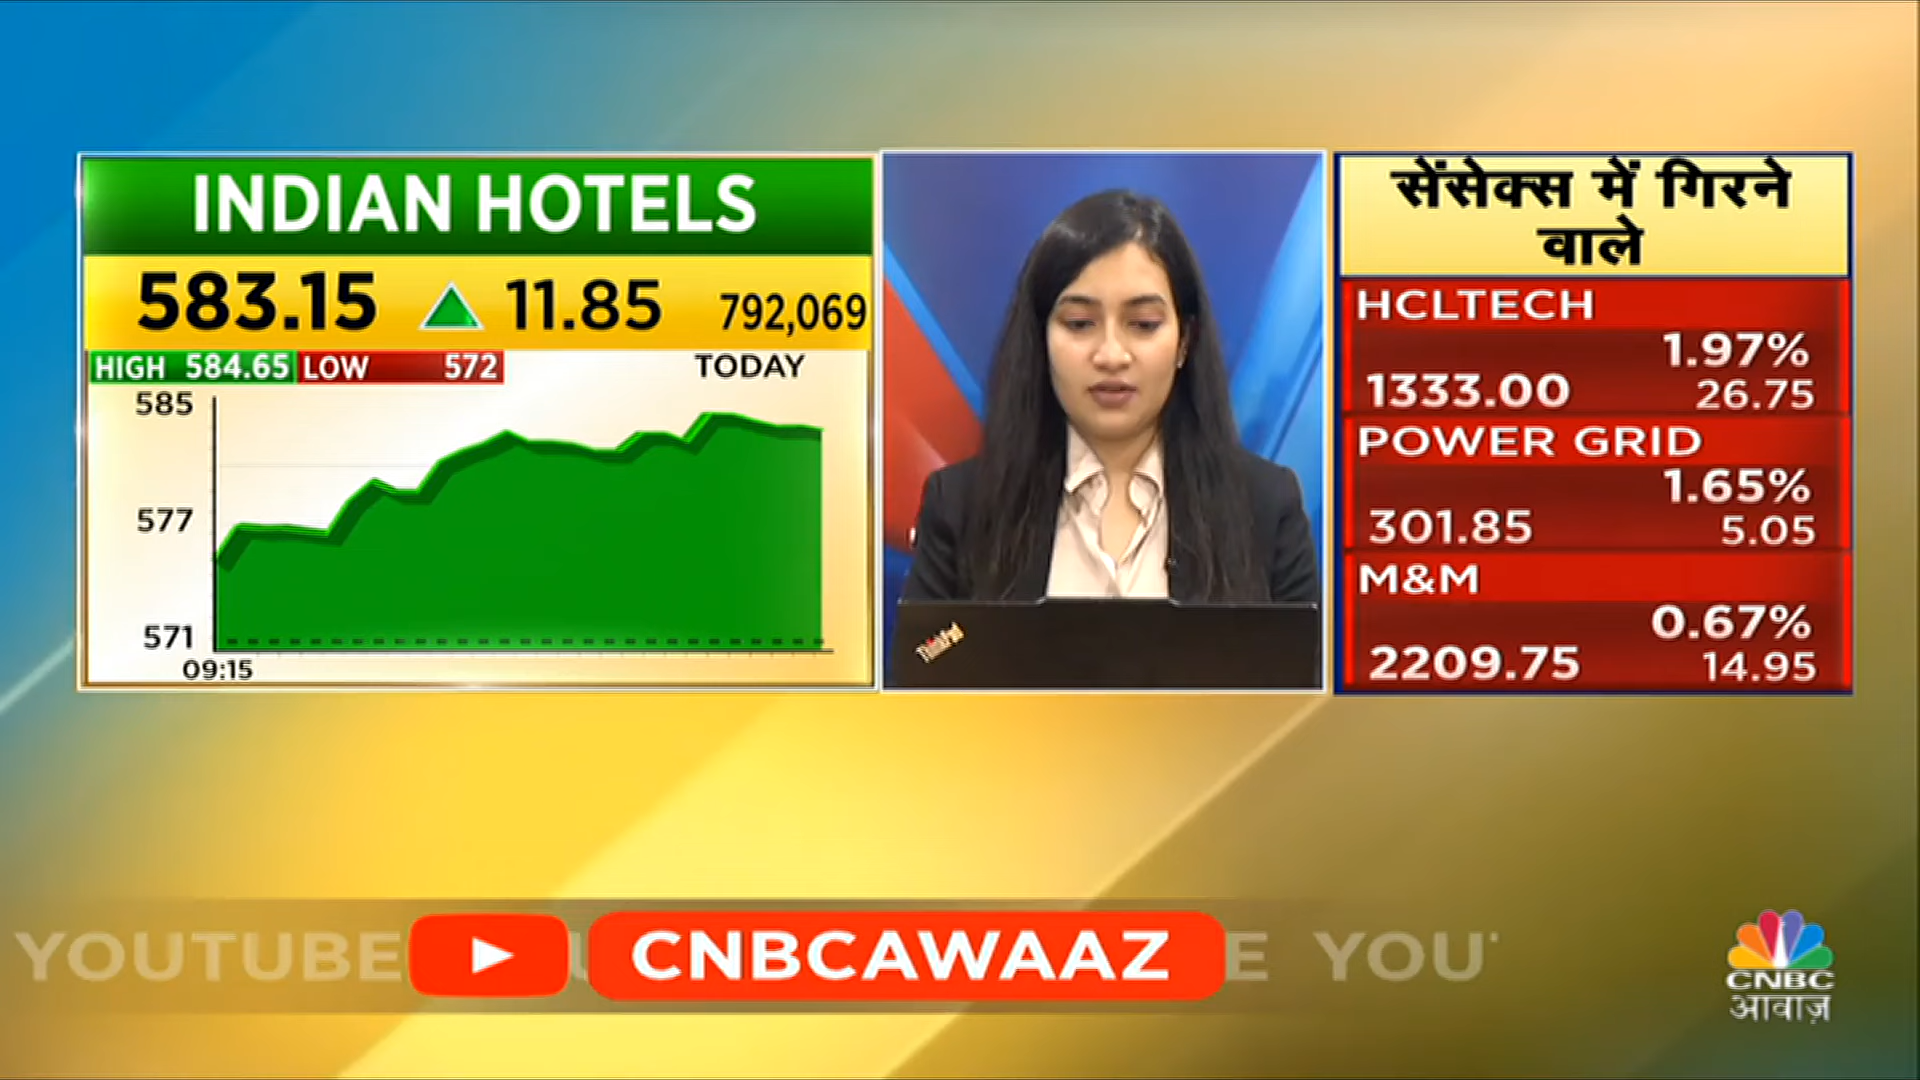 INDIAN HOTELS
583.15 11.85 792,069
HIGH 584.65 LOW 572 TODAY
585
577
571
09:15
ThinkPad
सेंसेक्स में गिरने
वाले
HCLTECH
1.97%
1333.00 26.75
POWER GRID
1.65%
301.85 5.05
M&M
0.67%
2209.75 14.95
YOUTUBE CNBCAWAAZ E YOU
CNBC
आवाज़